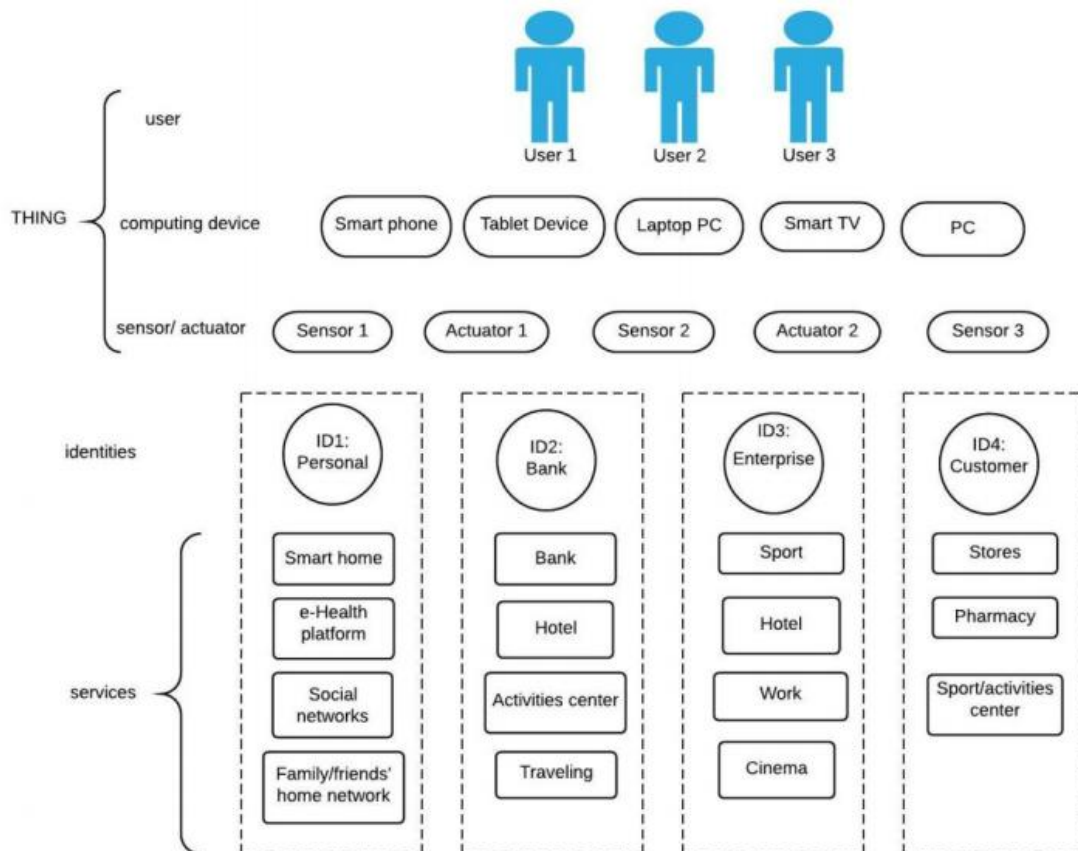 User 1
User 2
User 3
user
THING
computing device
Smart phone
Tablet Device
Laptop PC
Smart TV
PC
sensor/ actuator
Sensor 1
Actuator 1
Sensor 2
Actuator 2
Sensor 3
identities
ID1:
Personal
ID2:
Bank
ID3:
Enterprise
ID4:
Customer
services
Smart home
e-Health
platform
Social
networks
Family/friends'
home network
Bank
Hotel
Activities center
Traveling
Sport
Hotel
Work
Cinema
Stores
Pharmacy
Sport/activities
center